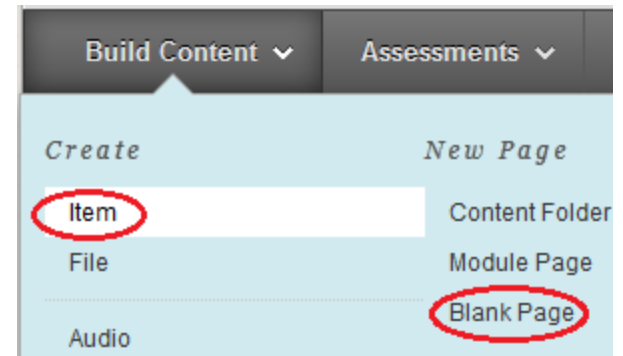 Build Content Assessments
Create
Item
File
Audio
New Page
Content Folder
Module Page
Blank Page